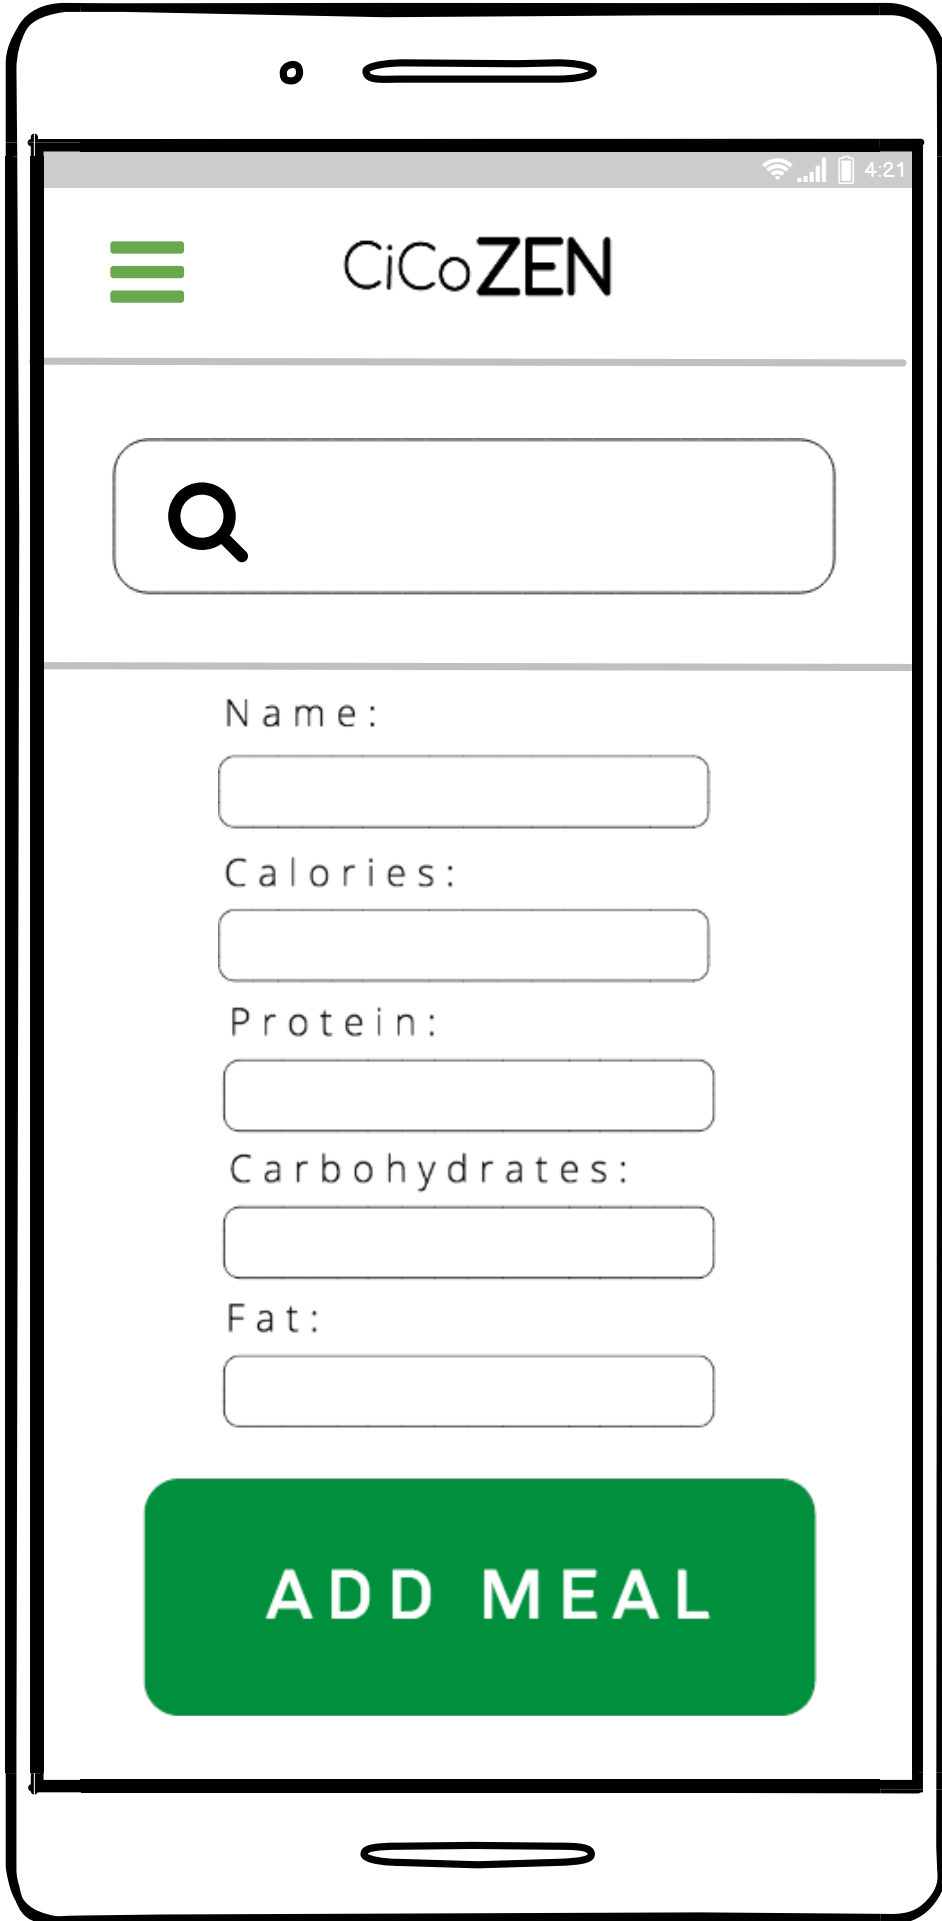 4:21
CiCoZEN
Name:
Calories:
Protein:
Carbohydrates:
Fat:
ADD MEAL